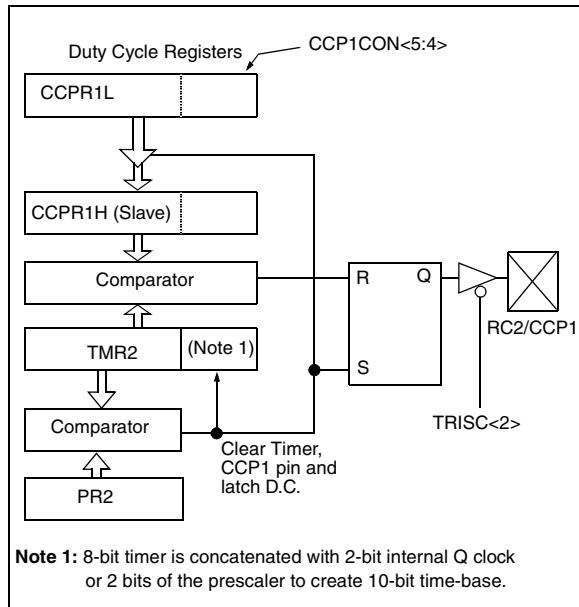 Duty Cycle Registers
CCP1CON<5:4>
CCPR1L
CCPR1H (Slave)
Comparator
R
Q
RC2/CCP1
TMR2
(Note 1)
S
TRISC<2>
Comparator
Clear Timer,
CCP1 pin and
latch D.C.
PR2
Note 1: 8-bit timer is concatenated with 2-bit internal Q clock
or 2 bits of the prescaler to create 10-bit time-base.